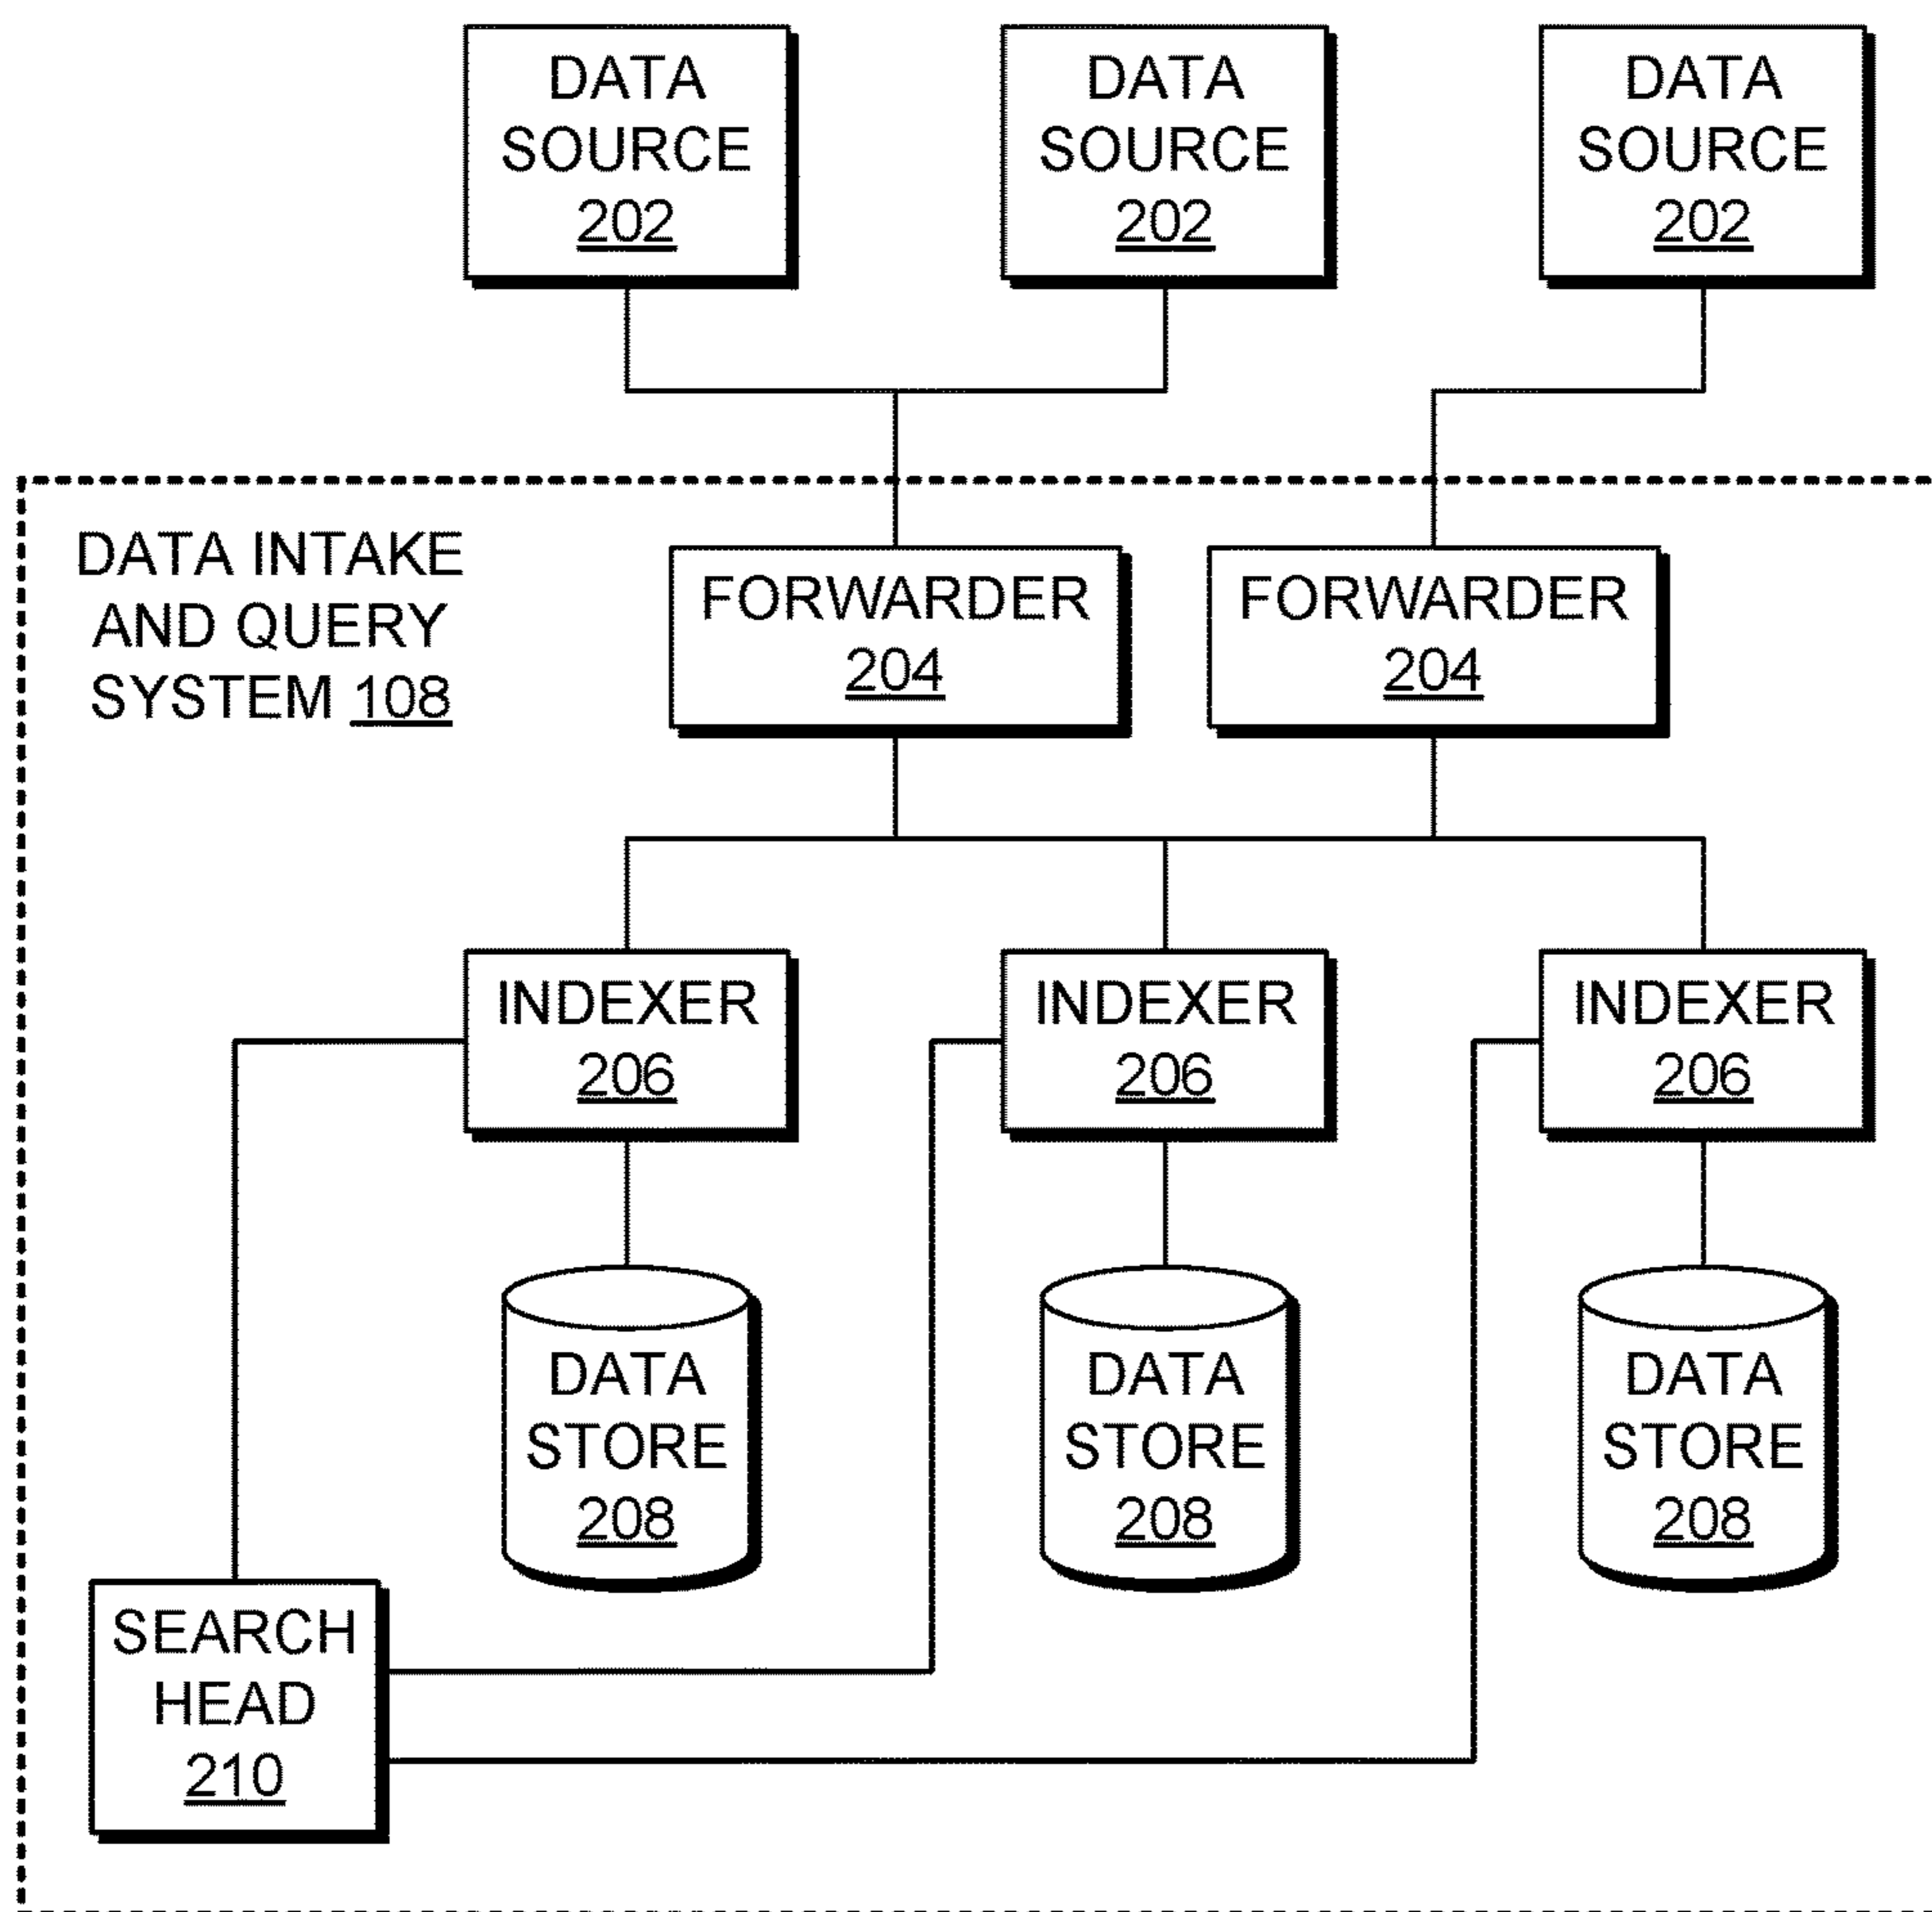 DATA
SOURCE
202
DATA
SOURCE
202
DATA
SOURCE
202
DATA INTAKE
AND QUERY
SYSTEM 108
FORWARDER
204
FORWARDER
204
INDEXER
206
INDEXER
206
INDEXER
206
DATA
STORE
208
DATA
STORE
208
DATA
STORE
208
SEARCH
HEAD
210